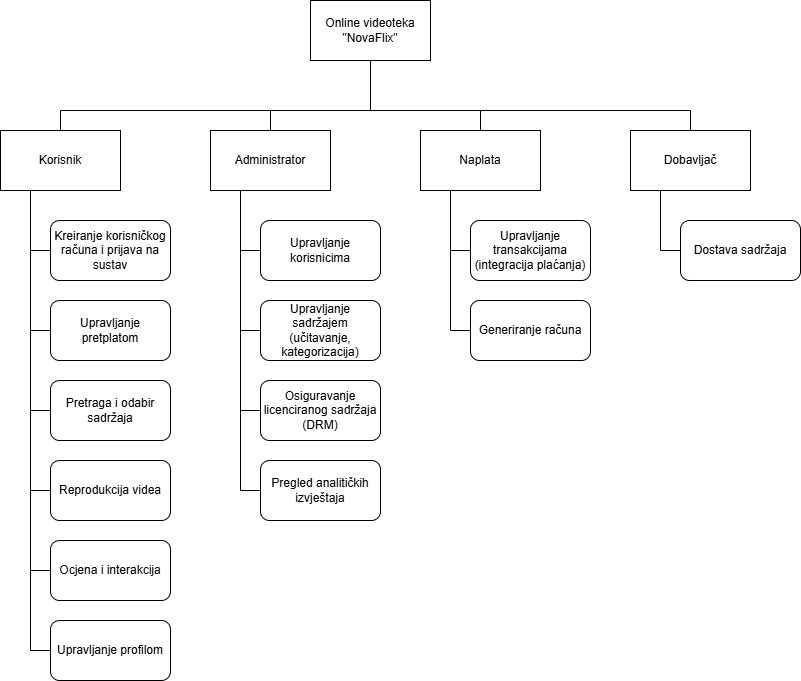 Online videoteka
"NovaFlix"
Korisnik
Administrator
Naplata
Dobavljač
Kreiranje korisničkog
računa i prijava na
sustav
Upravljanje
pretplatom
Pretraga i odabir
sadržaja
Reprodukcija videa
Ocjena i interakcija
Upravljanje profilom
Upravljanje
korisnicima
Upravljanje
sadržajem
(učitavanje,
kategorizacija)
Osiguravanje
licenciranog sadržaja
(DRM)
Pregled analitičkih
izvještaja
Upravljanje
transakcijama
(integracija plaćanja)
Generiranje računa
Dostava sadržaja